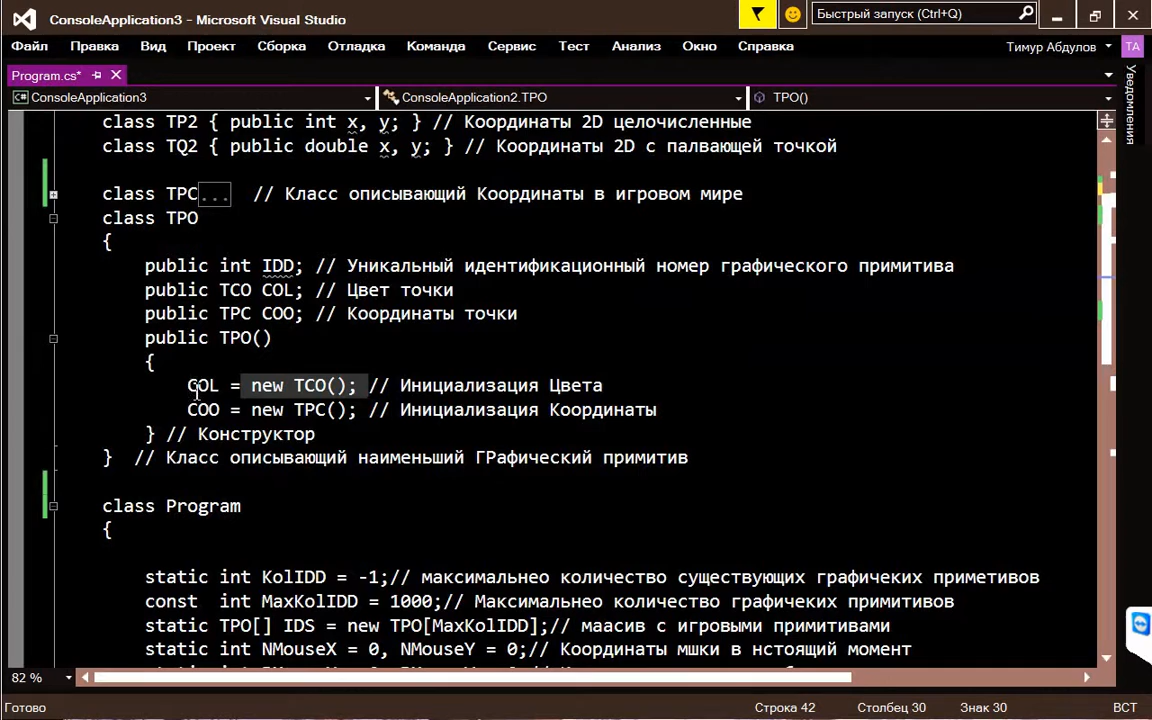 ConsoleApplication3 - Microsoft Visual Studio
Быстрый запуск (Ctrl+Q)
Файл Правка Вид Проект Сборка Отладка Команда Сервис Тест Анализ Окно Справка Тимур Абдулов ТА
Program.cs*
Уведомления
ConsoleApplication3 ConsoleApplication2.TPO TPO()
class TP2 { public int x, y; } // Координаты 2D целочисленные
class TQ2 { public double x, y; } // Координаты 2D с палвающей точкой
class TPC... // Класс описывающий Координаты в игровом мире
class TPO
{
public int IDD; // Уникальный идентификационный номер графического примитива
public TCO COL; // Цвет точки
public TPC COO; // Координаты точки
public TPO()
{
COL = new TCO(); // Инициализация Цвета
COO = new TPC(); // Инициализация Координаты
} // Конструктор
} // Класс описывающий наименьший ГРафический примитив
class Program
{
static int KolIDD = -1;// максимальнео количество существующих графичеких приметивов
const int MaxKolIDD = 1000;// Максимальнео количество графичеких примитивов
static TPO[] IDS = new TPO[MaxKolIDD];// маасив с игровыми примитивами
static int NMouseX = 0, NMouseY = 0;// Координаты мшки в нстоящий момент
82 %
Готово Строка 42 Столбец 30 Знак 30 ВСТ